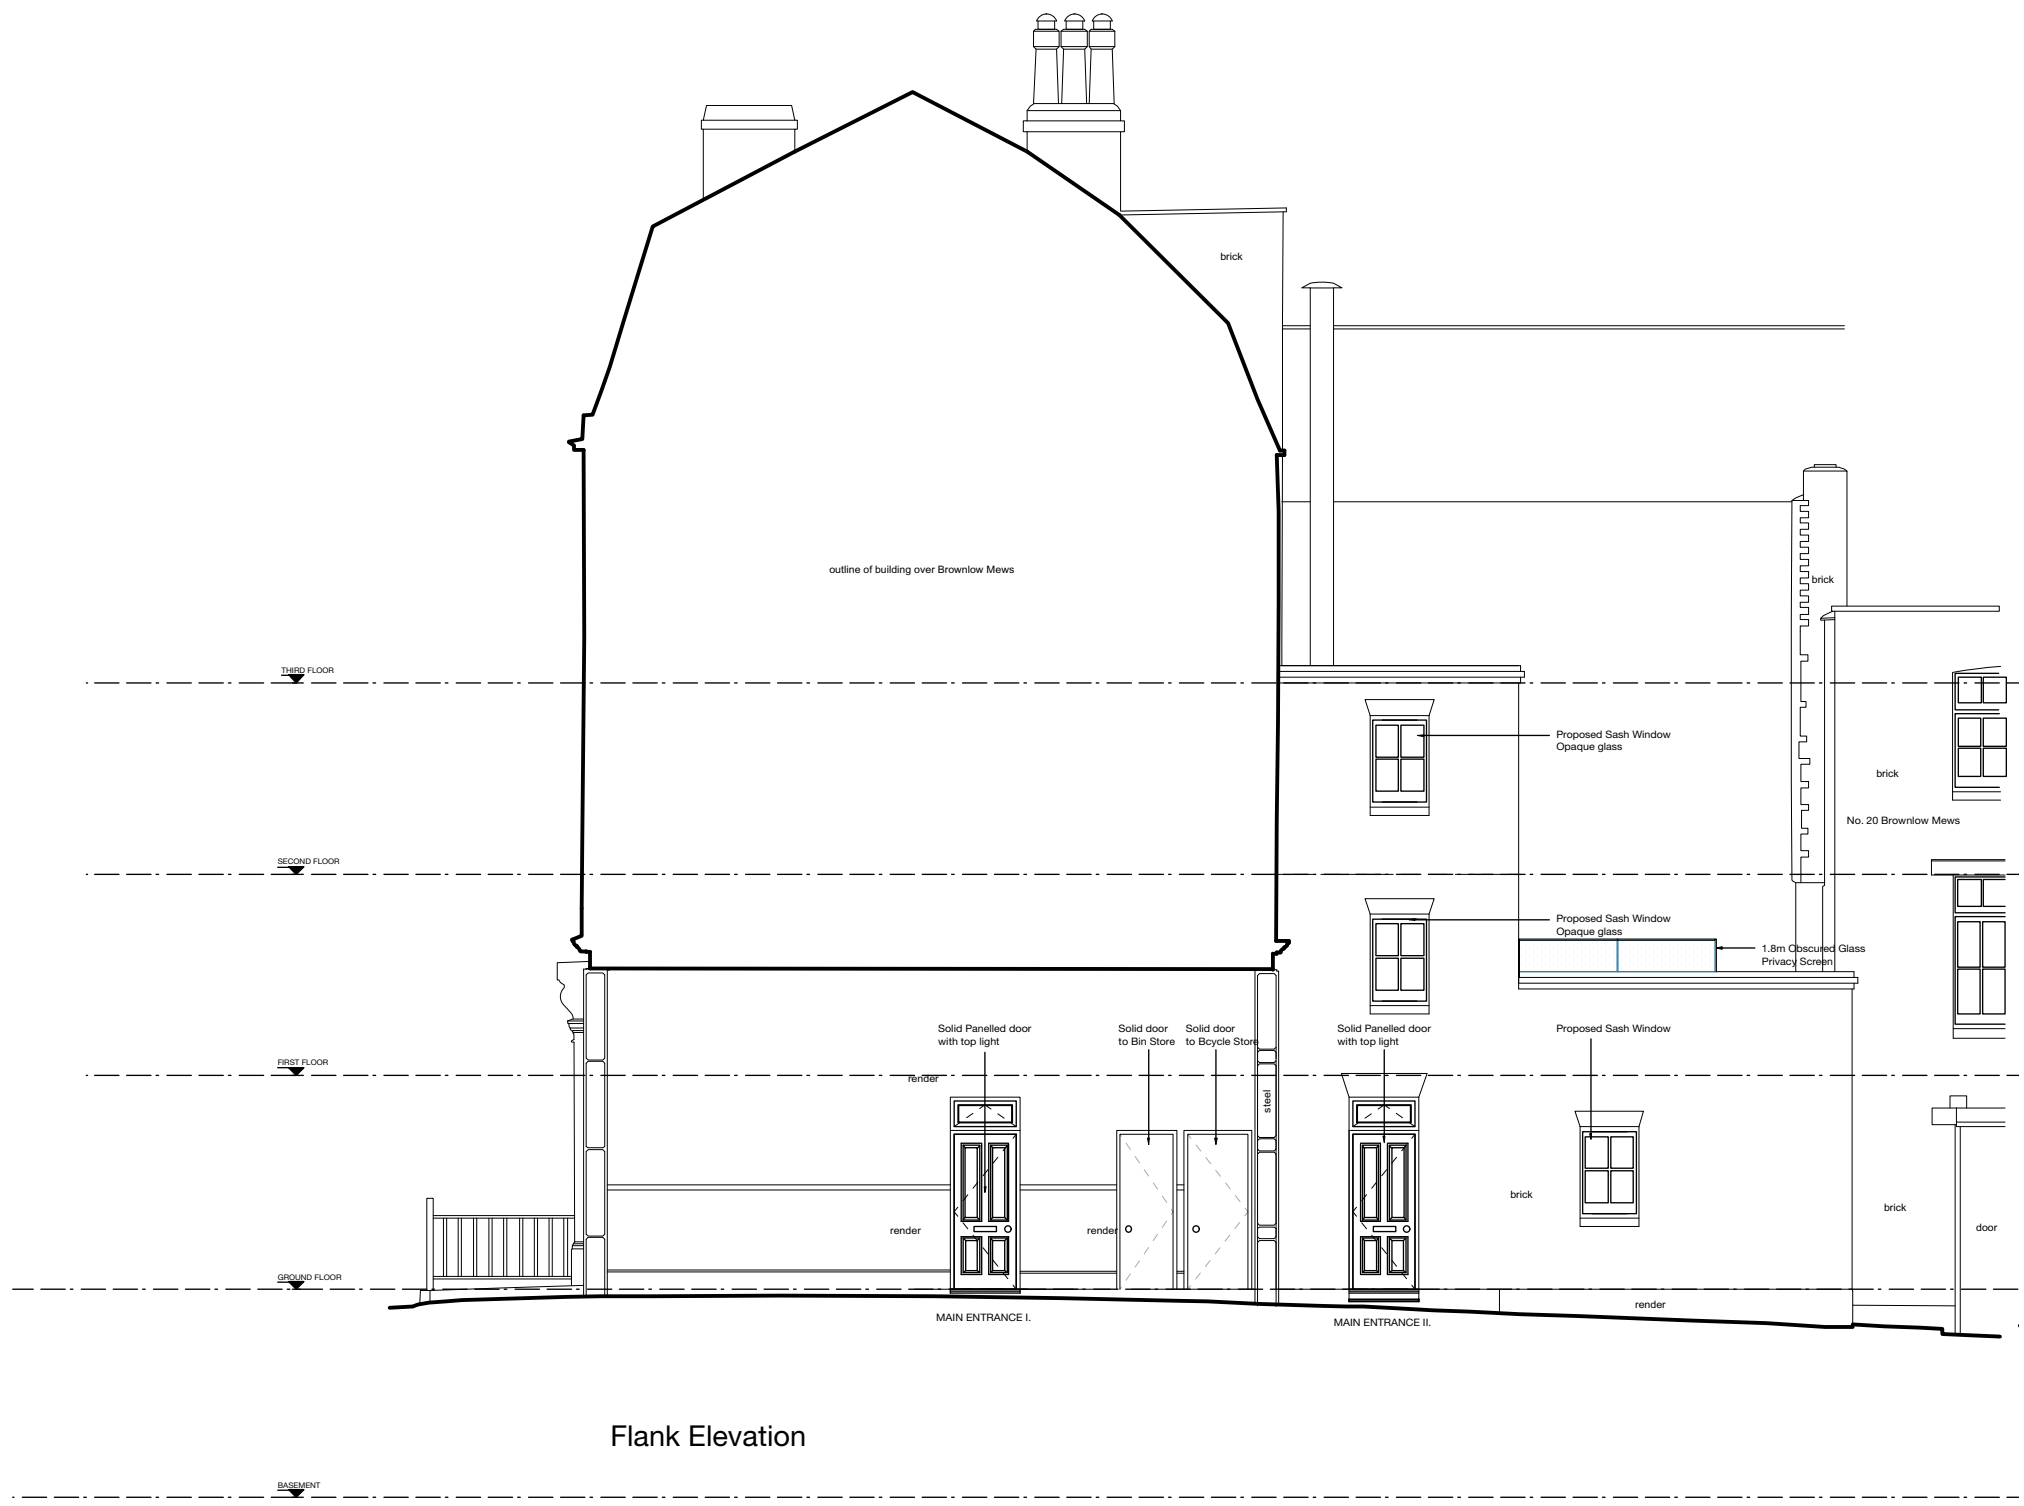 brick
outline of building over Brownlow Mews
brick
THIRD FLOOR
Proposed Sash Window
Opaque glass
brick
No. 20 Brownlow Mews
SECOND FLOOR
Proposed Sash Window
Opaque glass
1.8m Obscured Glass
Privacy Screen
Solid Panelled door
with top light
Solid door
to Bin Store
Solid door
to Bcycle Store
Solid Panelled door
with top light
Proposed Sash Window
FIRST FLOOR
render
steel
brick
brick
render
render
door
GROUND FLOOR
render
MAIN ENTRANCE I.
MAIN ENTRANCE II.
Flank Elevation
BASEMENT